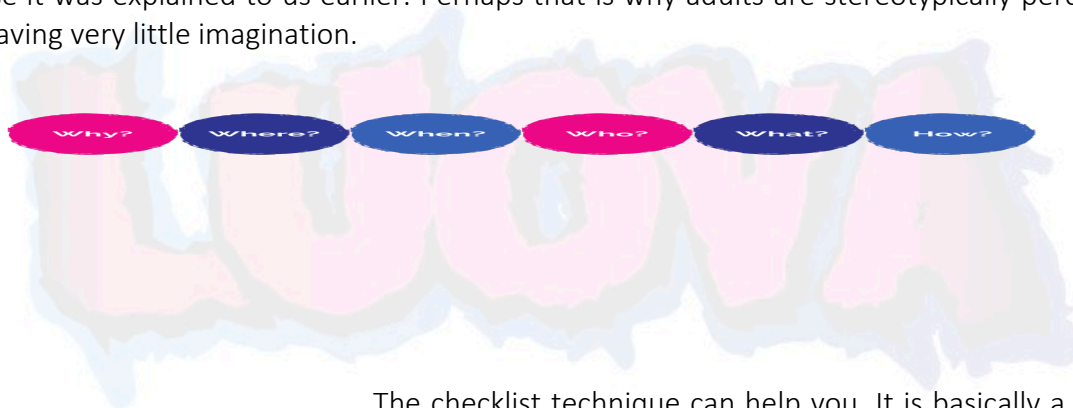 it was explained to us earlier? Perhaps that is why adults are stereotypically
aving very little imagination.
Why? Where? When? Who? What? How?
LUOVA
The checklist technique can help you. It is basically a